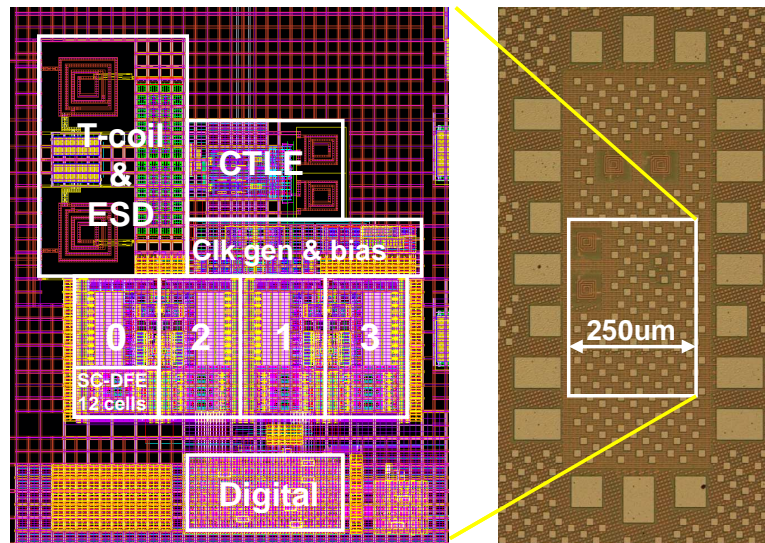 T-coil
&
ESD
CTLE
Clk gen & bias
0
2
1
3
SC-DFE
12 cells
Digital
250um